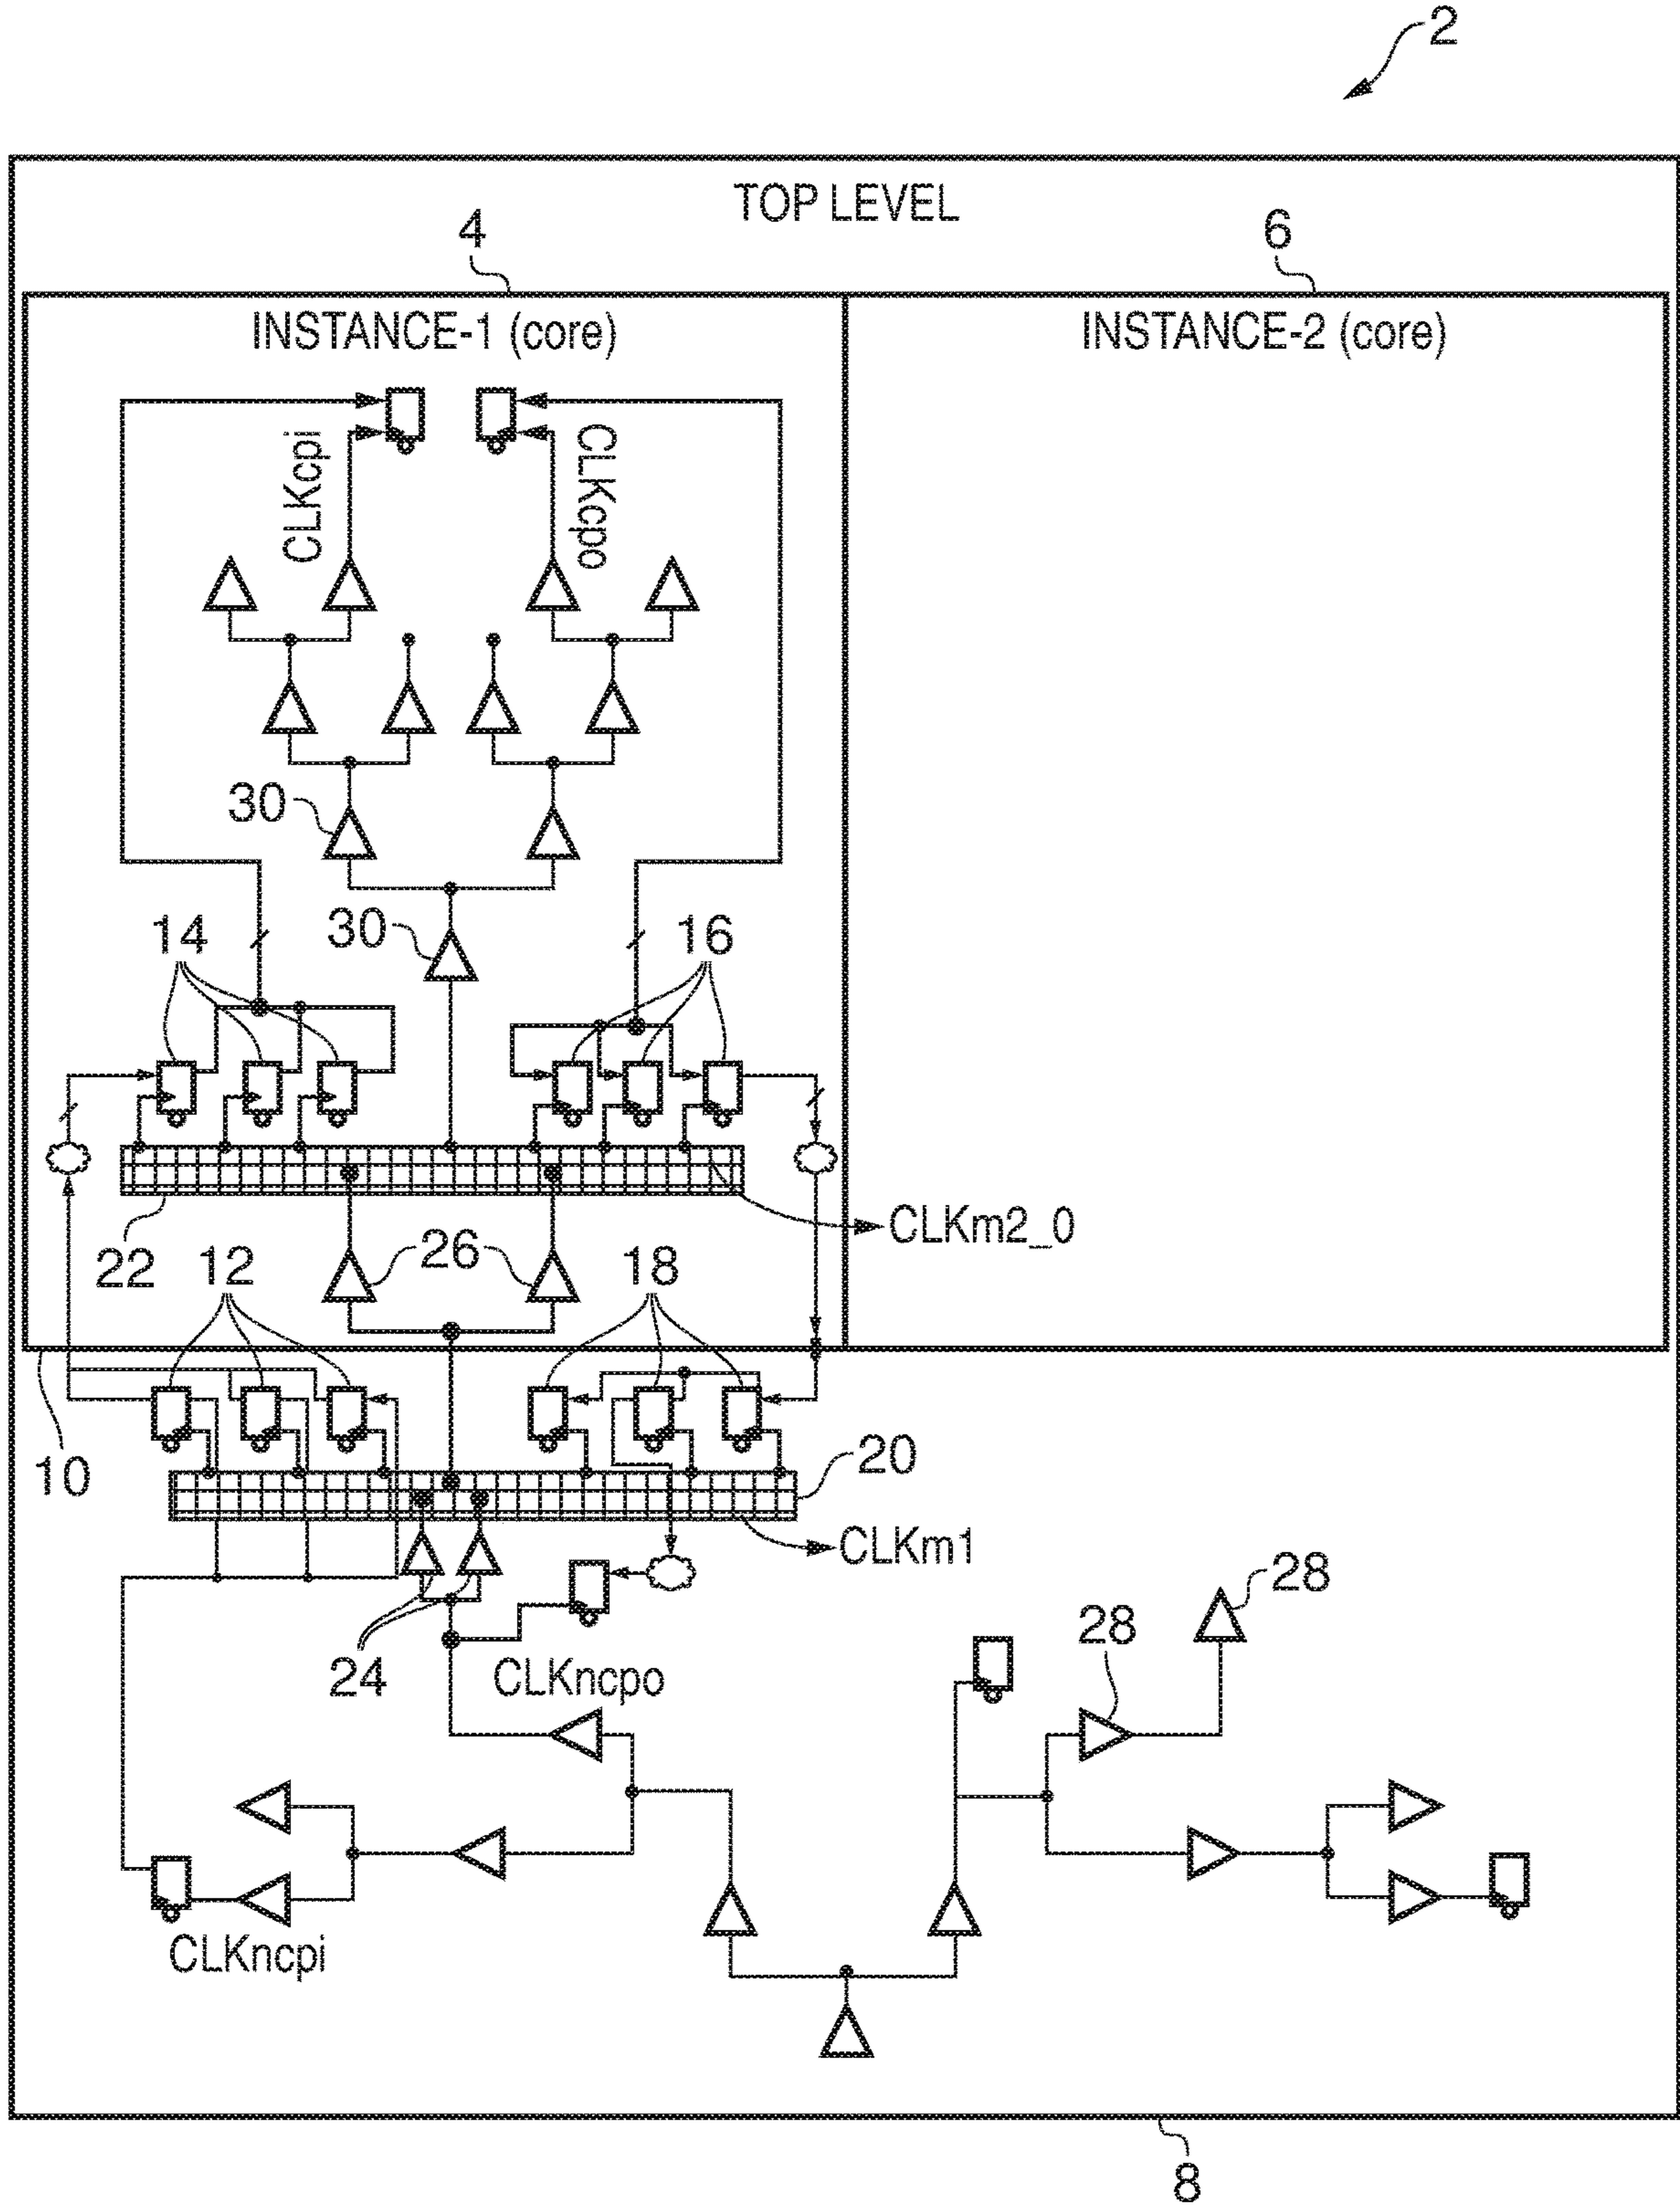 2
TOP LEVEL
4
6
INSTANCE-1 (core)
INSTANCE-2 (core)
CLKcpi
CLKcpo
30
14
30
16
CLKm2_0
22
12
26
18
10
20
CLKm1
28
28
24
CLKncpo
CLKncpi
8